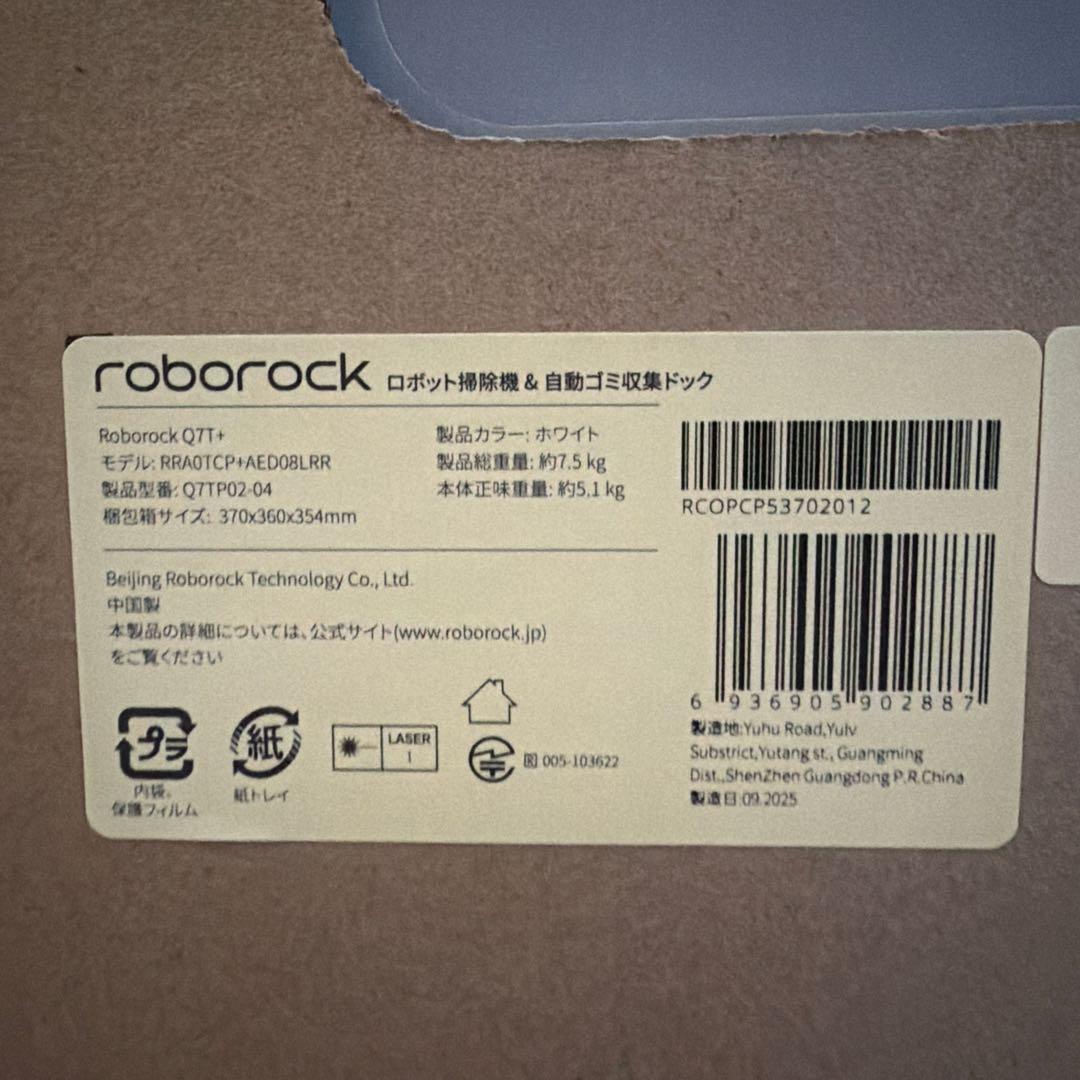 roborock ロボット掃除機 & 自動ゴミ収集ドック
Roborock Q7T+
モデル: RRA0TCP+AED08LRR
製品型番: Q7TP02-04
梱包箱サイズ: 370x360x354mm
製品カラー: ホワイト
製品総重量: 約7.5 kg
本体正味重量: 約5.1 kg
RCOPCP53702012
Beijing Roborock Technology Co., Ltd.
中国製
本製品の詳細については、公式サイト(www.roborock.jp)
をご覧ください
6 936905 902887
製造地:Yuhu Road,Yulv
Substrict,Yutang st., Guangming
Dist.,ShenZhen Guangdong P.R.China
製造日:09.2025
プラ
内袋、
保護フィルム
紙
紙トレイ
LASER
1
R 005-103622